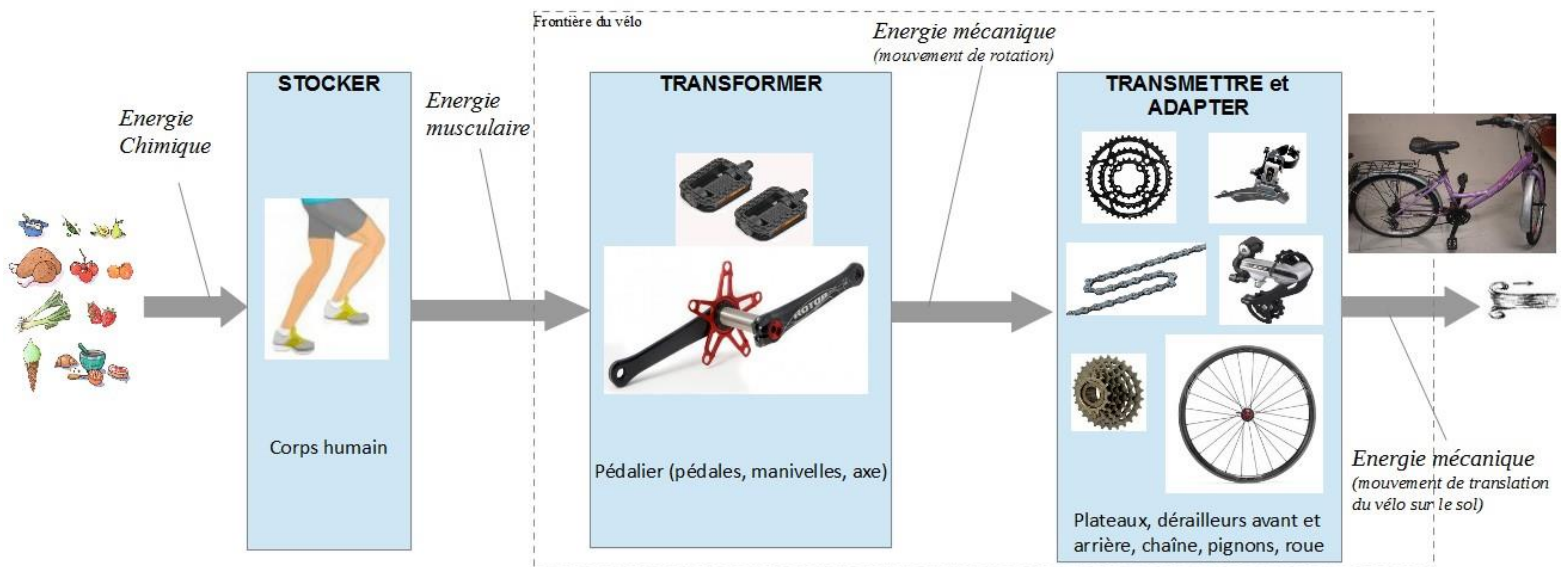 Frontière du vélo
Energie
Chimique
STOCKER
Corps humain
Energie
musculaire
TRANSFORMER
ROTOR
Pédalier (pédales, manivelles, axe)
Energie mécanique
(mouvement de rotation)
TRANSMETTRE et
ADAPTER
Plateaux, dérailleurs avant et
arrière, chaîne, pignons, roue
Energie mécanique
(mouvement de translation
du vélo sur le sol)